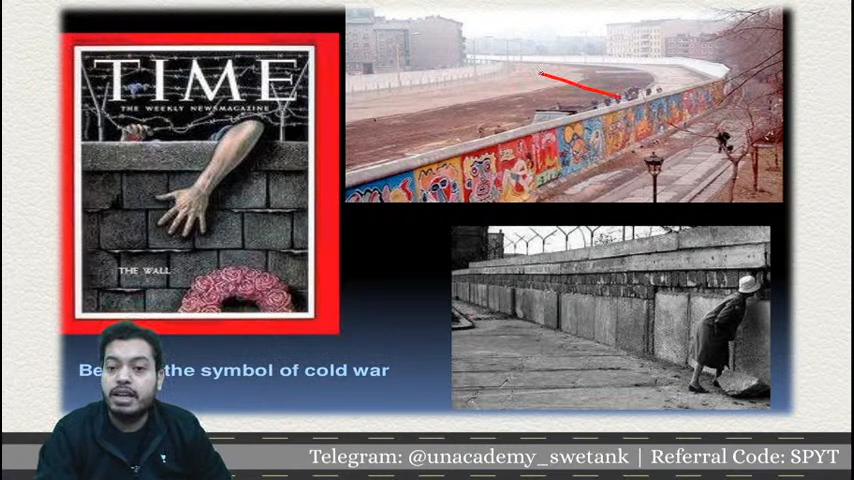 TIME
THE WEEKLY NEWSMAGAZINE
THE WALL
the symbol of cold war
Telegram: @unacademy_swetank | Referral Code: SPYT